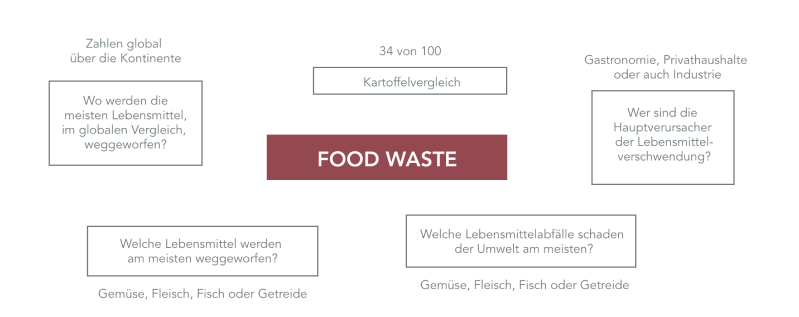 Zahlen global
über die Kontinente
Wo werden die
meisten Lebensmittel,
im globalen Vergleich,
weggeworfen?
34 von 100
Kartoffelvergleich
Gastronomie, Privathaushalte
oder auch Industrie
Wer sind die
Hauptverursacher
der Lebensmittel-
verschwendung?
FOOD WASTE
Welche Lebensmittel werden
am meisten weggeworfen?
Gemüse, Fleisch, Fisch oder Getreide
Welche Lebensmittelabfälle schaden
der Umwelt am meisten?
Gemüse, Fleisch, Fisch oder Getreide